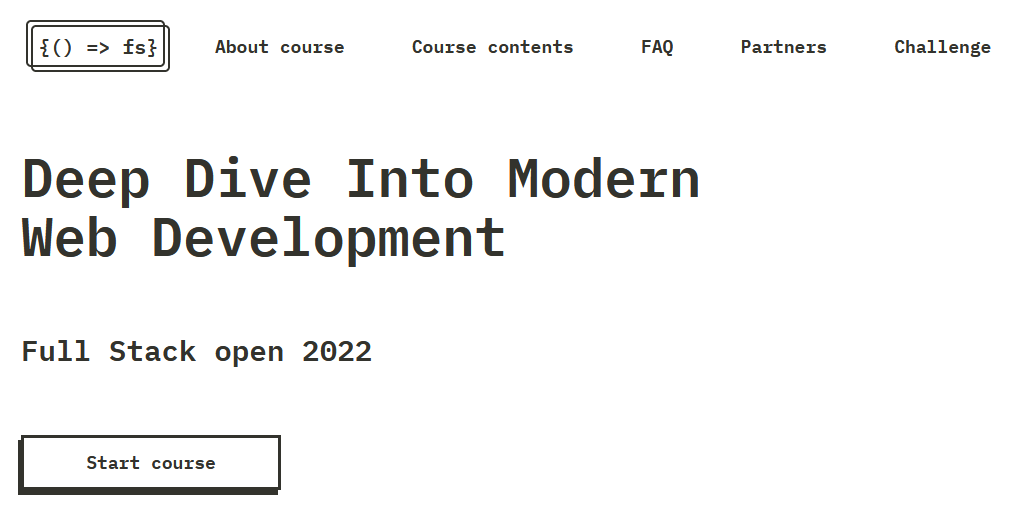 {() => fs} About course Course contents FAQ Partners Challenge
Deep Dive Into Modern
Web Development
Full Stack open 2022
Start course